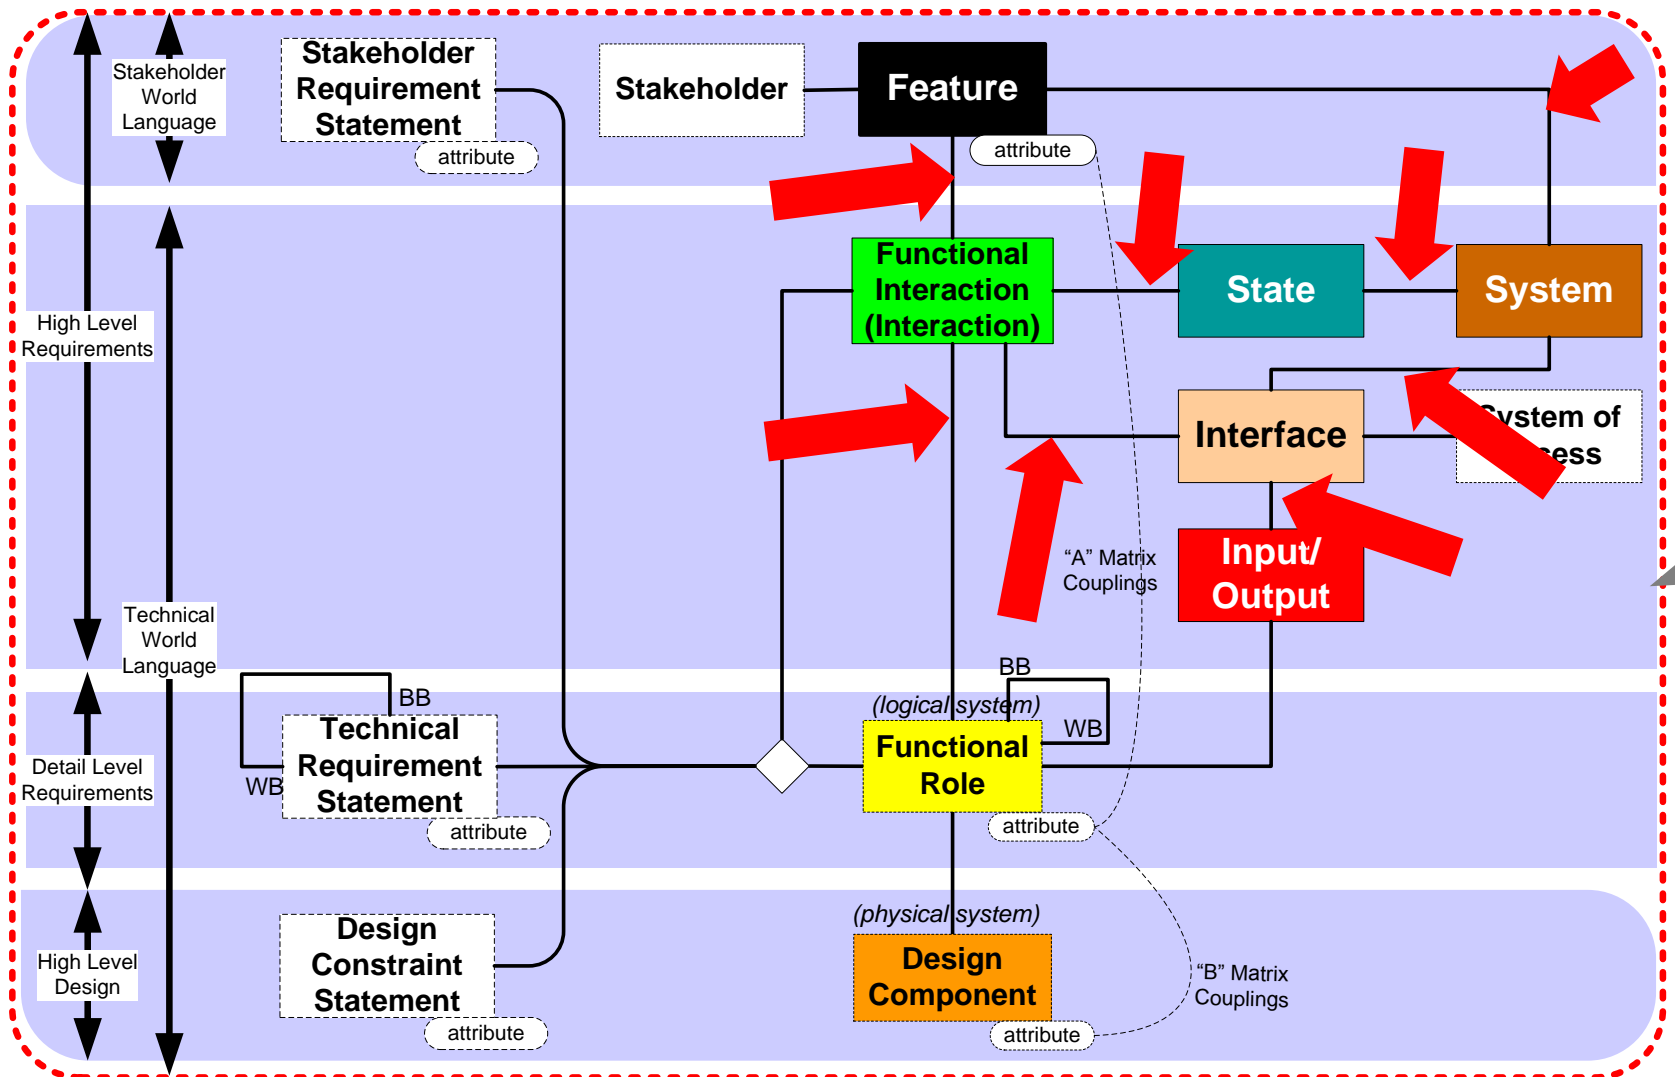 Stakeholder
World
Language
Stakeholder
Requirement
Statement
attribute
Stakeholder
Feature
attribute
High Level
Requirements
Functional
Interaction
(Interaction)
State
System
Interface
System of
Input/
Output
"A" Matrix
Couplings
Technical
World
Language
BB
WB
Technical
Requirement
Statement
attribute
Detail Level
Requirements
BB
WB
(logical system)
Functional
Role
attribute
High Level
Design
Design
Constraint
Statement
attribute
(physical system)
Design
Component
attribute
"B" Matrix
Couplings